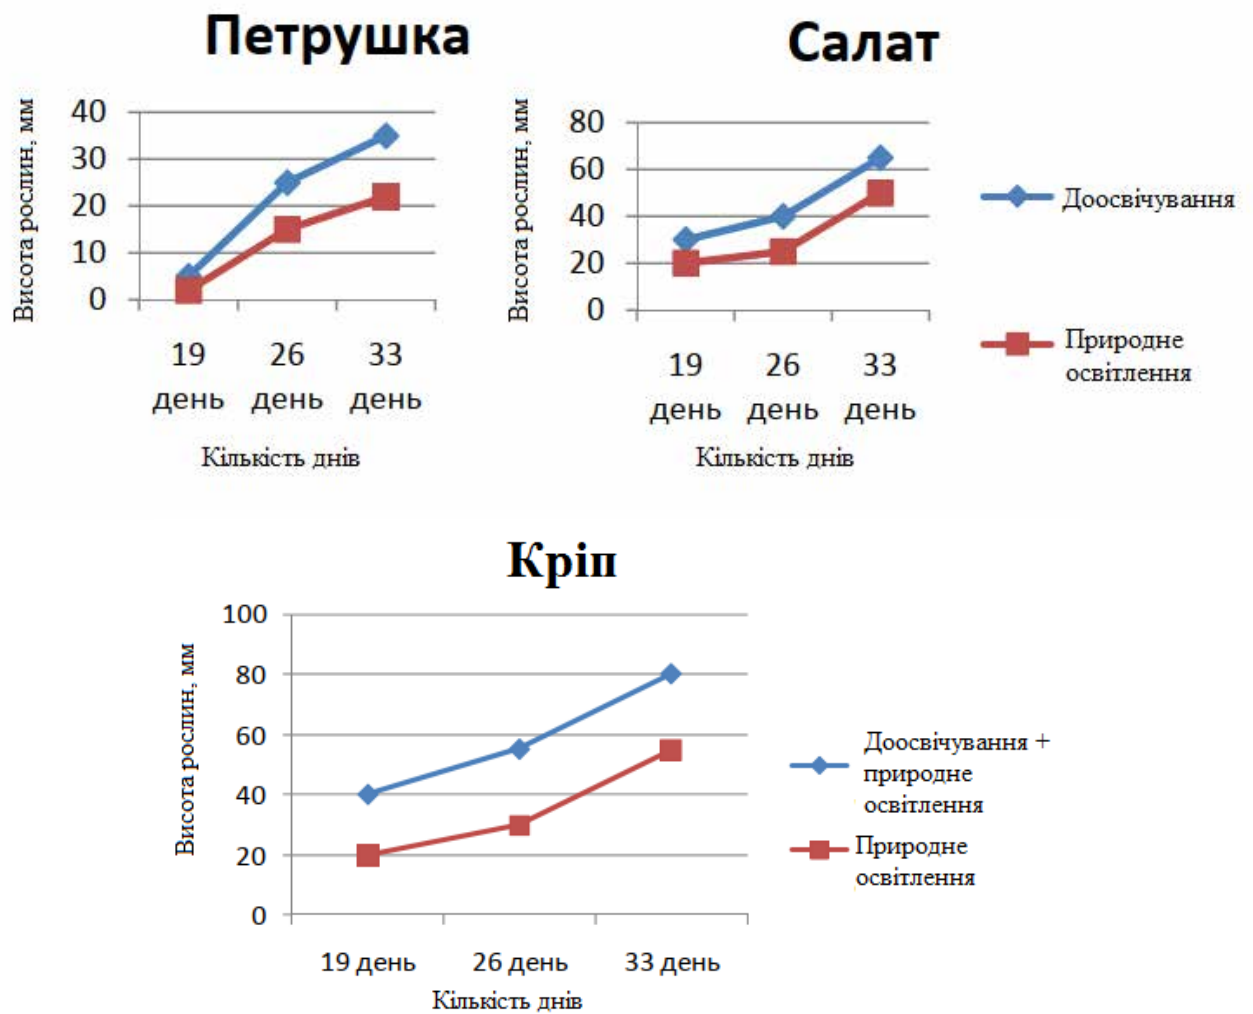 Петрушка
Висота рослин, мм
40
30
20
10
0
19 день
26 день
33 день
Кількість днів
Салат
Висота рослин, мм
80
60
40
20
0
19 день
26 день
33 день
Кількість днів
Доосвічування
Природне
освітлення
Кріп
Висота рослин, мм
100
80
60
40
20
0
19 день
26 день
33 день
Кількість днів
Доосвічування +
природне
освітлення
Природне
освітлення